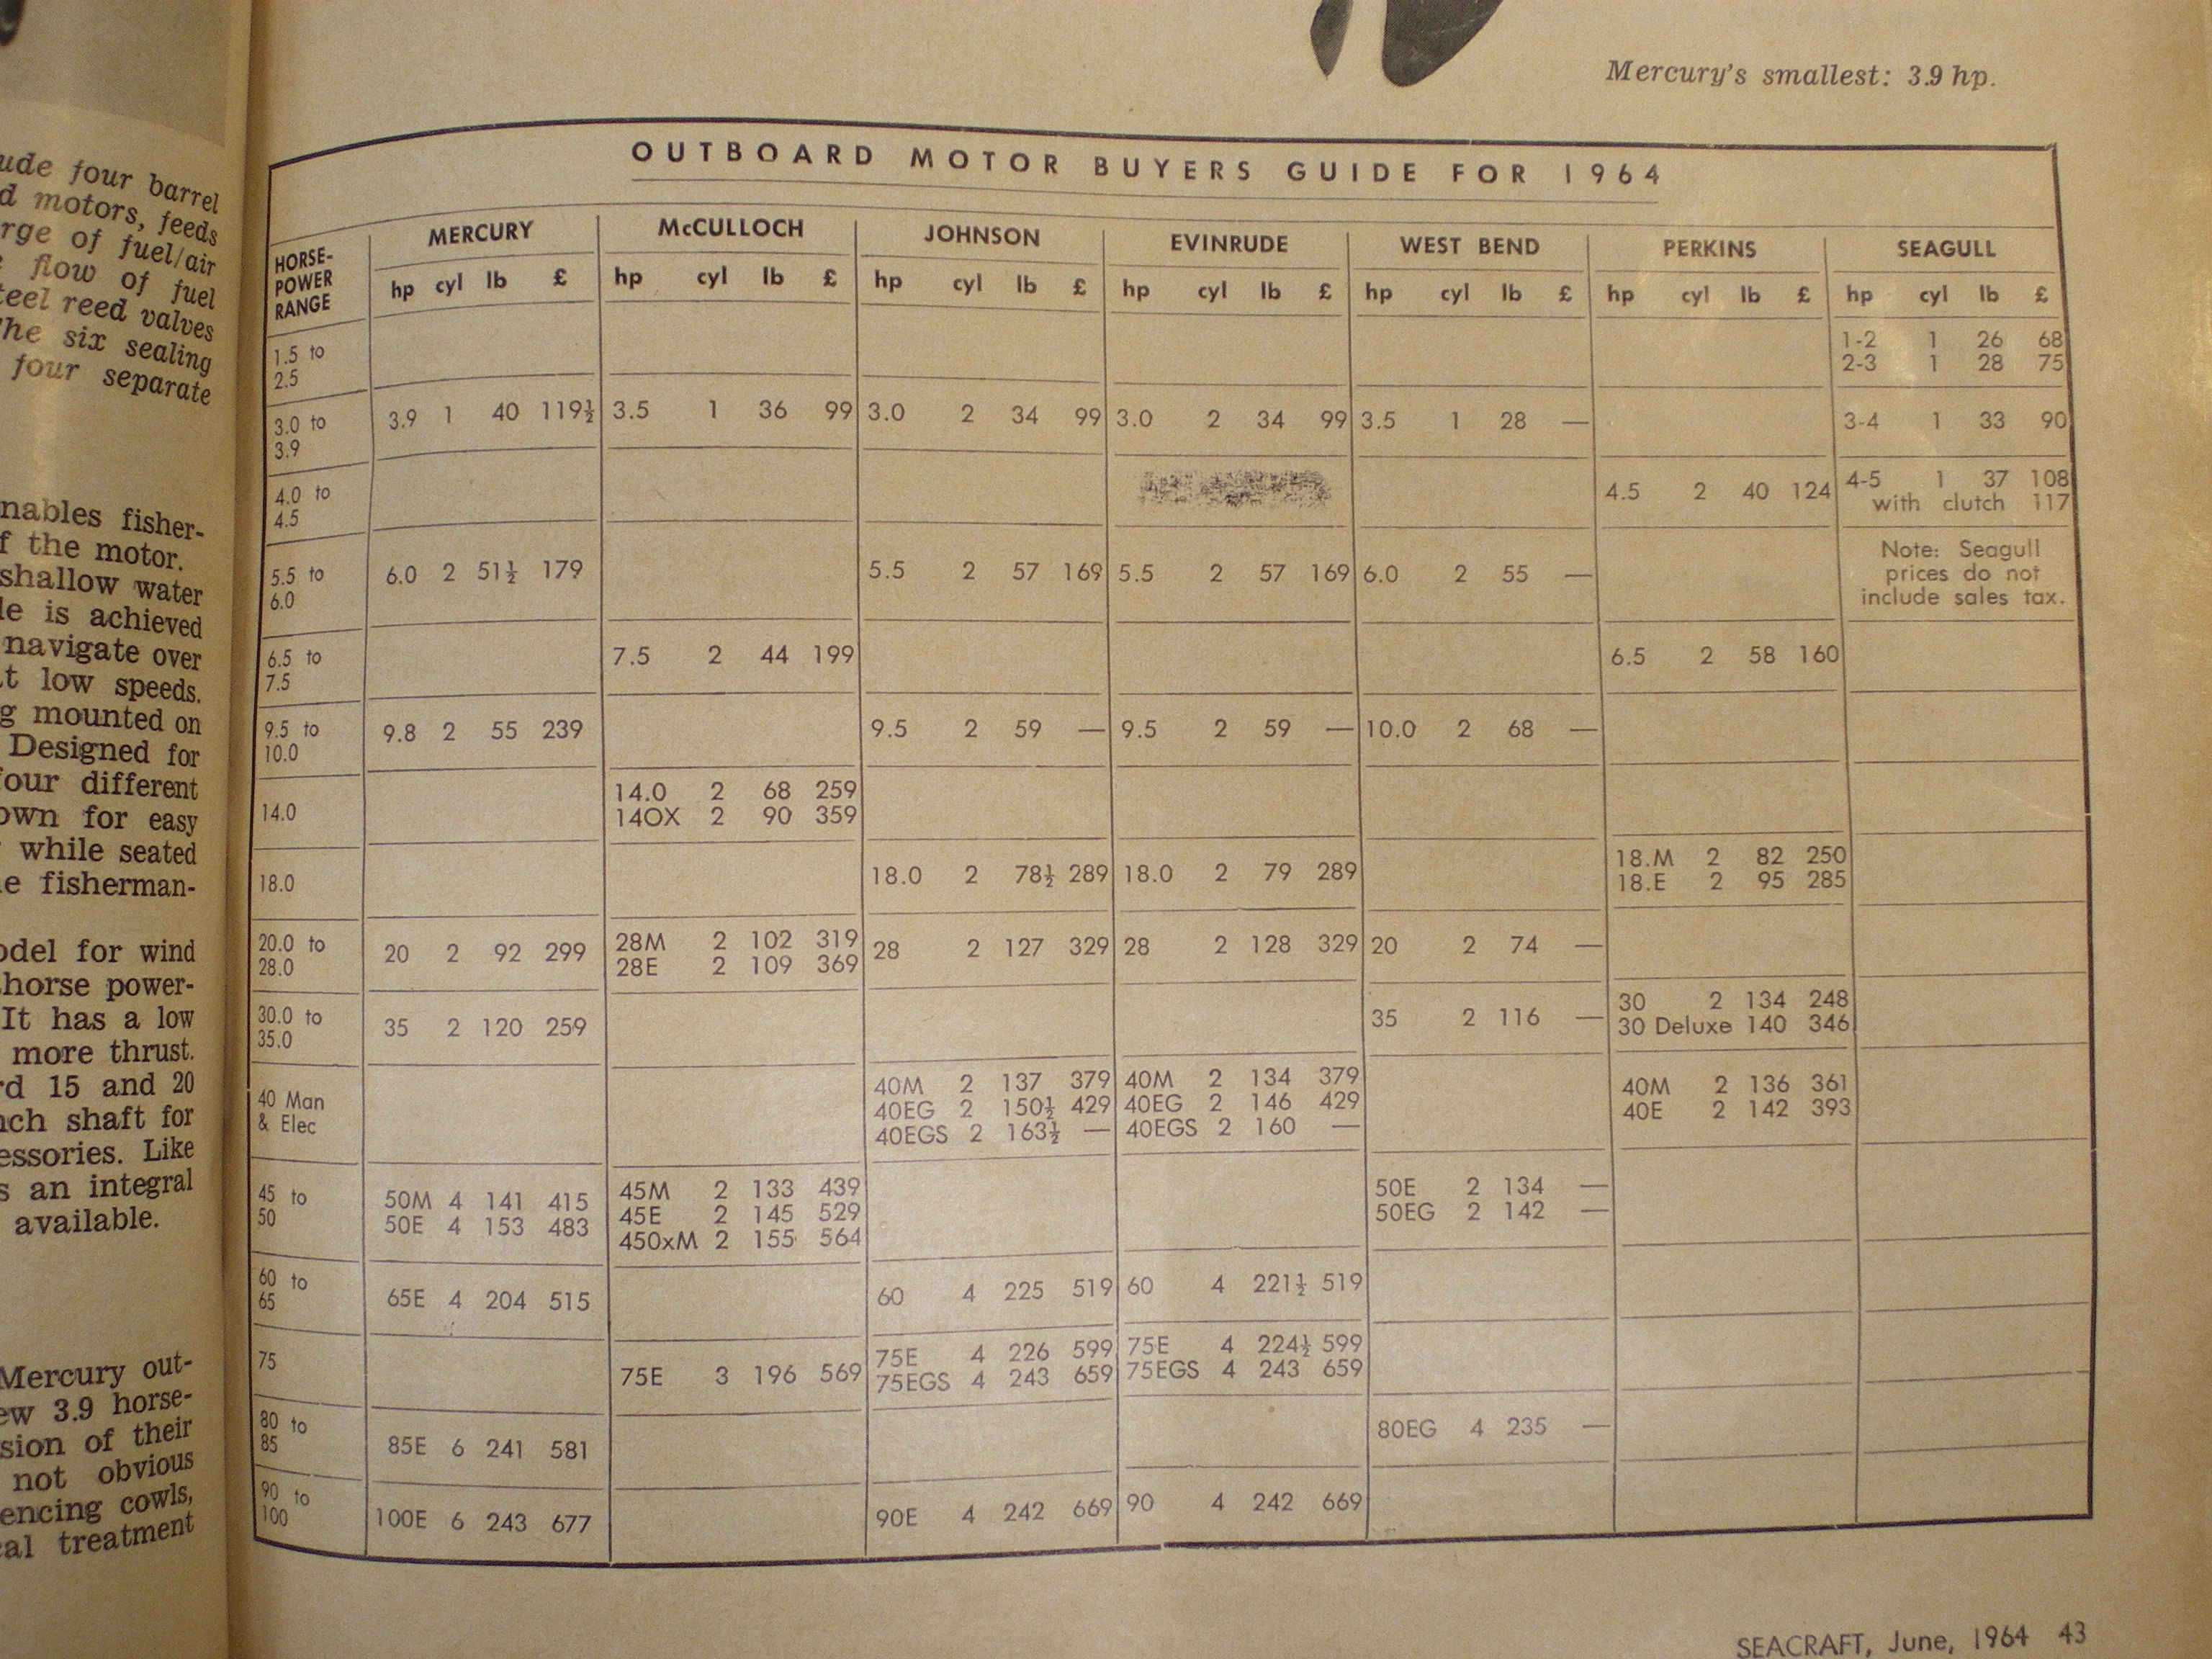 ude four barrel
d motors, feeds
rge of fuel/air
flow of fuel
teel reed valves
The six sealing
four separate
nables fisher-
f the motor.
shallow water
le is achieved
navigate over
t low speeds.
g mounted on
Designed for
four different
own for easy
while seated
e fisherman-
odel for wind
horse power-
It has a low
more thrust.
rd 15 and 20
nch shaft for
essories. Like
s an integral
available.
Mercury out-
ew 3.9 horse-
sion of their
not obvious
encing cowls,
cal treatment
Mercury's smallest: 3.9 hp.
OUTBOARD MOTOR BUYERS GUIDE FOR 1964
HORSE-POWER RANGE MERCURY McCULLOCH JOHNSON EVINRUDE WEST BEND PERKINS SEAGULL
hp cyl lb £ hp cyl lb £ hp cyl lb £ hp cyl lb £ hp cyl lb £ hp cyl lb £ hp cyl lb £
1.5 to 2.5 1-2 1 26 68
2-3 1 28 75
3.0 to 3.9 3.9 1 40 119½ 3.5 1 36 99 3.0 2 34 99 3.0 2 34 99 3.5 1 28 — 3-4 1 33 90
4.0 to 4.5 4.5 2 40 124 4-5 1 37 108
with clutch 117
5.5 to 6.0 6.0 2 51½ 179 5.5 2 57 169 5.5 2 57 169 6.0 2 55 — Note: Seagull
prices do not
include sales tax.
6.5 to 7.5 7.5 2 44 199 6.5 2 58 160
9.5 to 10.0 9.8 2 55 239 9.5 2 59 — 9.5 2 59 — 10.0 2 68 —
14.0 14.0 2 68 259
14OX 2 90 359
18.0 18.0 2 78½ 289 18.0 2 79 289 18.M 2 82 250
18.E 2 95 285
20.0 to 28.0 20 2 92 299 28M 2 102 319 28 2 127 329 28 2 128 329 20 2 74 —
28E 2 109 369
30.0 to 35.0 35 2 120 259 35 2 116 — 30 2 134 248
30 Deluxe 140 346
40 Man & Elec 40M 2 137 379 40M 2 134 379 40M 2 136 361
40EG 2 150½ 429 40EG 2 146 429 40E 2 142 393
40EGS 2 163½ — 40EGS 2 160 —
45 to 50 50M 4 141 415 45M 2 133 439 50E 2 134 —
50E 4 153 483 45E 2 145 529 50EG 2 142 —
450xM 2 155 564
60 to 65 65E 4 204 515 60 4 225 519 60 4 221½ 519
75 75E 3 196 569 75E 4 226 599 75E 4 224½ 599
75EGS 4 243 659 75EGS 4 243 659
80 to 85 85E 6 241 581 80EG 4 235 —
90 to 100 100E 6 243 677 90E 4 242 669 90 4 242 669
SEACRAFT, June, 1964 43